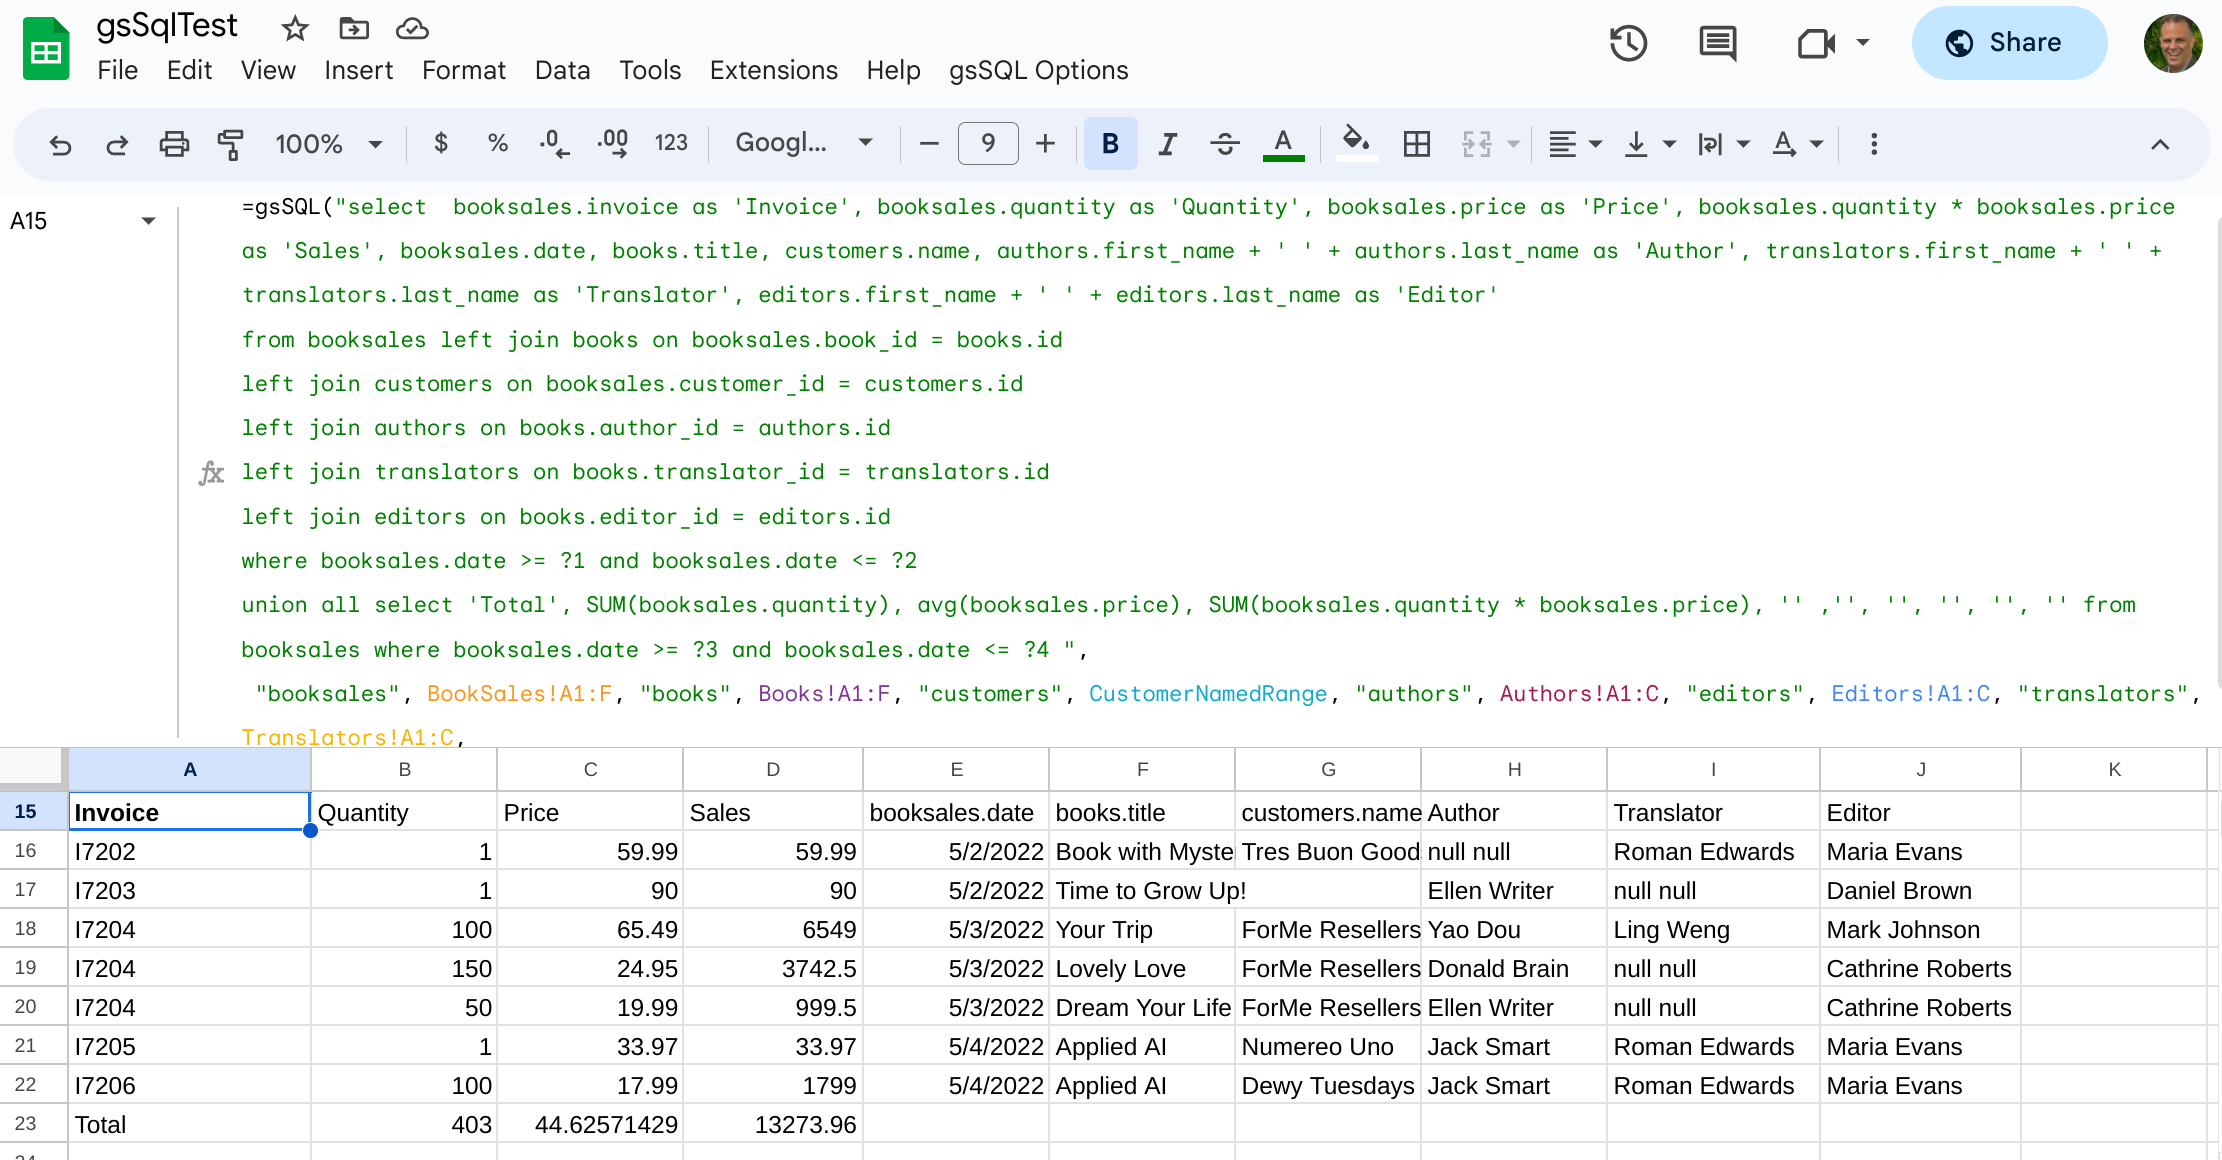 gsSqlTest
File Edit View Insert Format Data Tools Extensions Help gsSQL Options
Share
100% $ % .0 .00 123 Googl... 9 B I A A
A15
=gsSQL("select  booksales.invoice as 'Invoice', booksales.quantity as 'Quantity', booksales.price as 'Price', booksales.quantity * booksales.price
as 'Sales', booksales.date, books.title, customers.name, authors.first_name + ' ' + authors.last_name as 'Author', translators.first_name + ' ' +
translators.last_name as 'Translator', editors.first_name + ' ' + editors.last_name as 'Editor'
from booksales left join books on booksales.book_id = books.id
left join customers on booksales.customer_id = customers.id
left join authors on books.author_id = authors.id
fx left join translators on books.translator_id = translators.id
left join editors on books.editor_id = editors.id
where booksales.date >= ?1 and booksales.date <= ?2
union all select 'Total', SUM(booksales.quantity), avg(booksales.price), SUM(booksales.quantity * booksales.price), '' ,'', '', '', '', '' from
booksales where booksales.date >= ?3 and booksales.date <= ?4 ",
"booksales", BookSales!A1:F, "books", Books!A1:F, "customers", CustomerNamedRange, "authors", Authors!A1:C, "editors", Editors!A1:C, "translators",
Translators!A1:C,
A B C D E F G H I J K
15 Invoice Quantity Price Sales booksales.date books.title customers.name Author Translator Editor
16 I7202 1 59.99 59.99 5/2/2022 Book with Myste Tres Buon Good null null Roman Edwards Maria Evans
17 I7203 1 90 90 5/2/2022 Time to Grow Up! Ellen Writer null null Daniel Brown
18 I7204 100 65.49 6549 5/3/2022 Your Trip ForMe Resellers Yao Dou Ling Weng Mark Johnson
19 I7204 150 24.95 3742.5 5/3/2022 Lovely Love ForMe Resellers Donald Brain null null Cathrine Roberts
20 I7204 50 19.99 999.5 5/3/2022 Dream Your Life ForMe Resellers Ellen Writer null null Cathrine Roberts
21 I7205 1 33.97 33.97 5/4/2022 Applied AI Numereo Uno Jack Smart Roman Edwards Maria Evans
22 I7206 100 17.99 1799 5/4/2022 Applied AI Dewy Tuesdays Jack Smart Roman Edwards Maria Evans
23 Total 403 44.62571429 13273.96